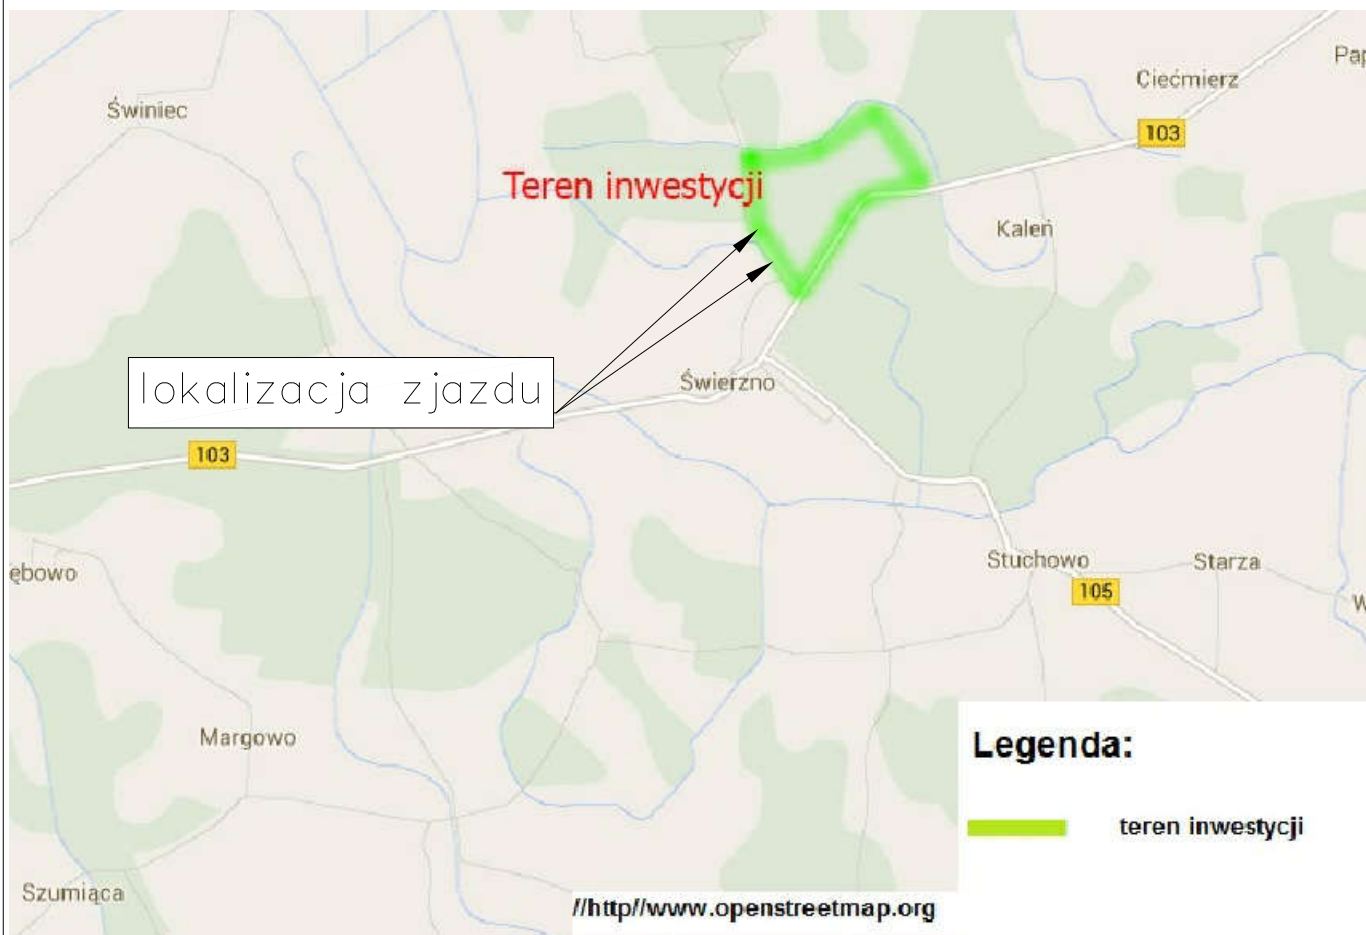 Pap
Ciećmierz
Świniec
103
Teren inwestycji
Kaleń
lokalizacja zjazdu
Świerzno
103
ębowo
Stuchowo
Starza
105
W
Margowo
Legenda:
teren inwestycji
Szumiąca
//http//www.openstreetmap.org